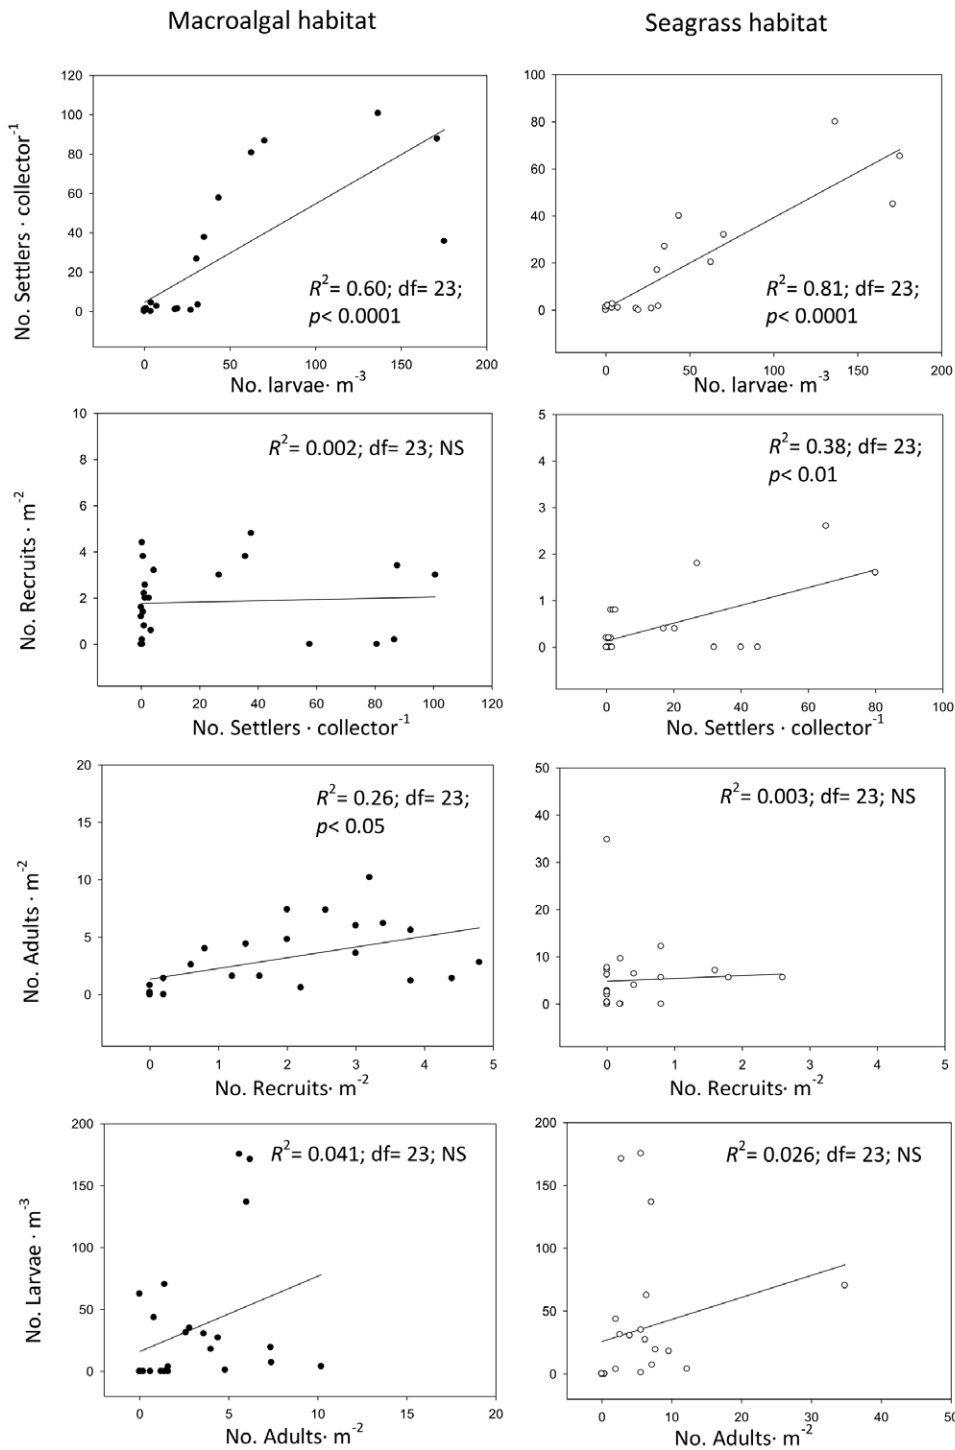 Macroalgal habitat
Seagrass habitat
No. Settlers · collector⁻¹
120
100
80
60
40
20
0
R²= 0.60; df= 23;
p< 0.0001
0 50 100 150 200
No. larvae· m⁻³
100
80
60
40
20
0
R²= 0.81; df= 23;
p< 0.0001
0 50 100 150 200
No. larvae· m⁻³
No. Recruits · m⁻²
10
8
6
4
2
0
R²= 0.002; df= 23; NS
0 20 40 60 80 100 120
No. Settlers · collector⁻¹
5
4
3
2
1
0
R²= 0.38; df= 23;
p< 0.01
0 20 40 60 80 100
No. Settlers · collector⁻¹
No. Adults · m⁻²
20
15
10
5
0
R²= 0.26; df= 23;
p< 0.05
0 1 2 3 4 5
No. Recruits· m⁻²
50
40
30
20
10
0
R²= 0.003; df= 23; NS
0 1 2 3 4 5
No. Recruits· m⁻²
No. Larvae · m⁻³
200
150
100
50
0
R²= 0.041; df= 23; NS
0 5 10 15 20
No. Adults· m⁻²
200
150
100
50
0
R²= 0.026; df= 23; NS
0 10 20 30 40 50
No. Adults· m⁻²